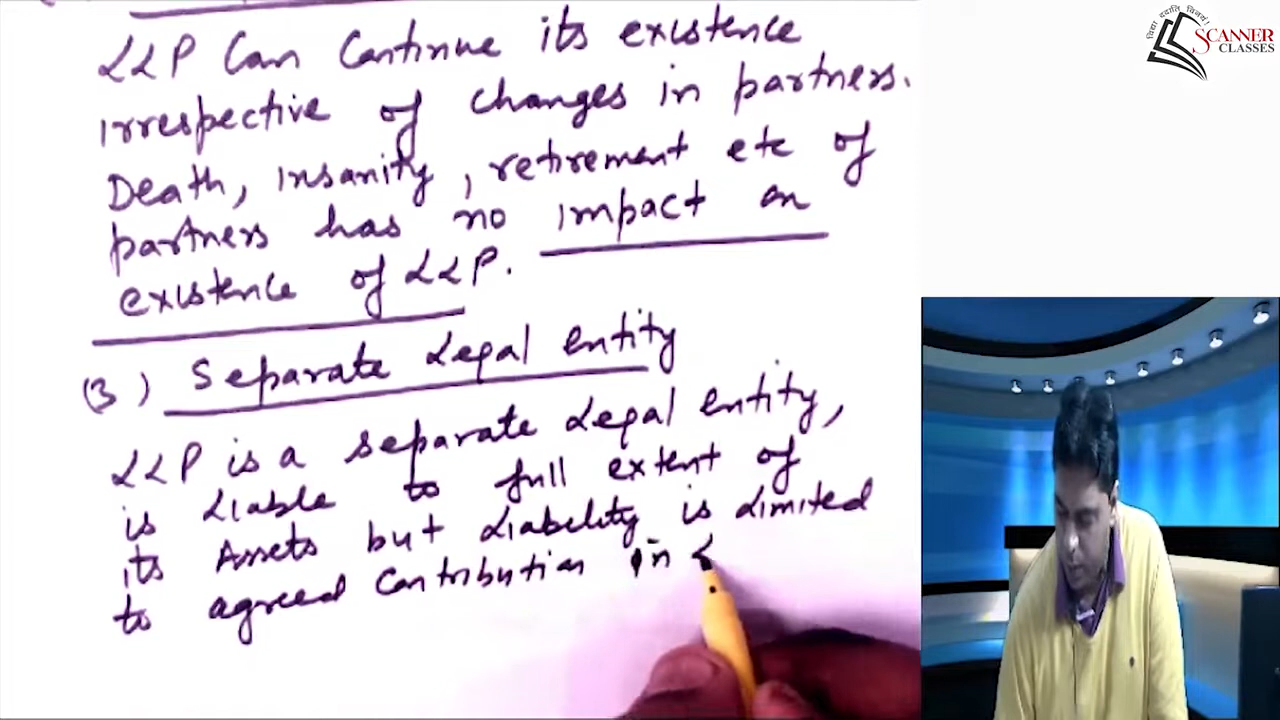 LLP Can Continue its existence
irrespective of changes in partners.
Death, insanity, retirement etc of
partners has no impact on
existence of LLP.
(3) Separate Legal entity
LLP is a separate Legal entity,
is Liable to full extent of
its Assets but Liability is Limited
to agreed Contribution in L
विद्या ददाति विनयं।
SCANNER
CLASSES